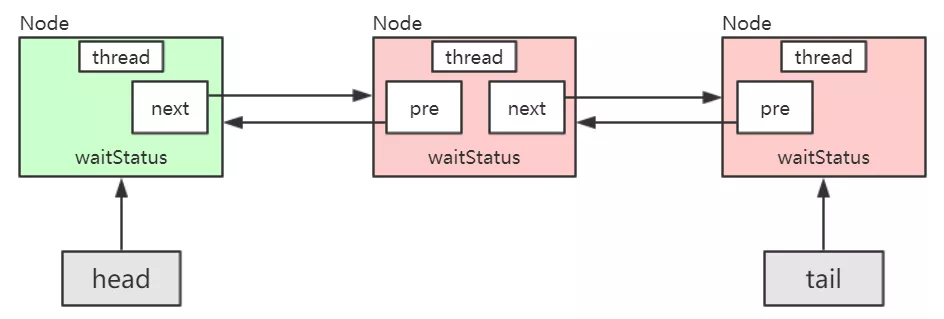 Node
thread
next
waitStatus
Node
thread
pre
next
waitStatus
Node
thread
pre
waitStatus
head
tail